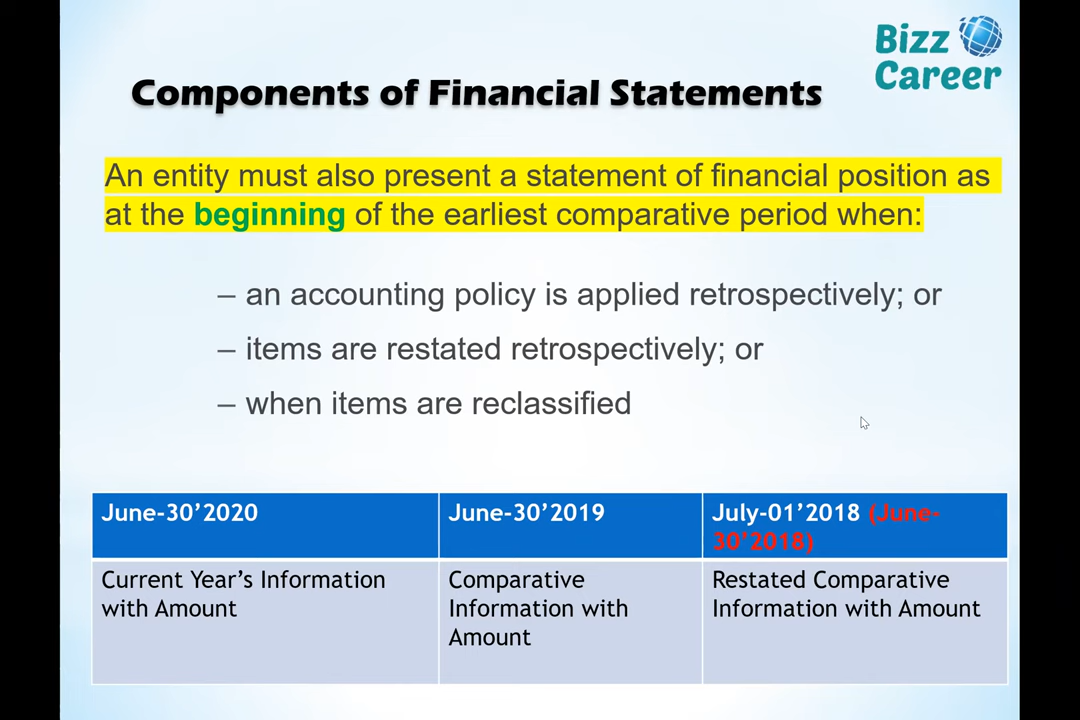 Bizz
Career
Components of Financial Statements
An entity must also present a statement of financial position as
at the beginning of the earliest comparative period when:
– an accounting policy is applied retrospectively; or
– items are restated retrospectively; or
– when items are reclassified
June-30’2020
June-30’2019
July-01’2018 (June-
30’2018)
Current Year’s Information
with Amount
Comparative
Information with
Amount
Restated Comparative
Information with Amount